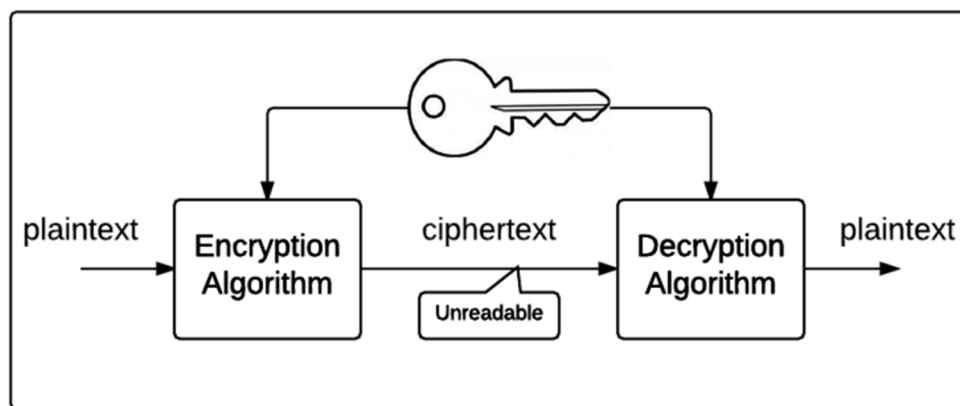 plaintext
Encryption
Algorithm
ciphertext
Unreadable
Decryption
Algorithm
plaintext